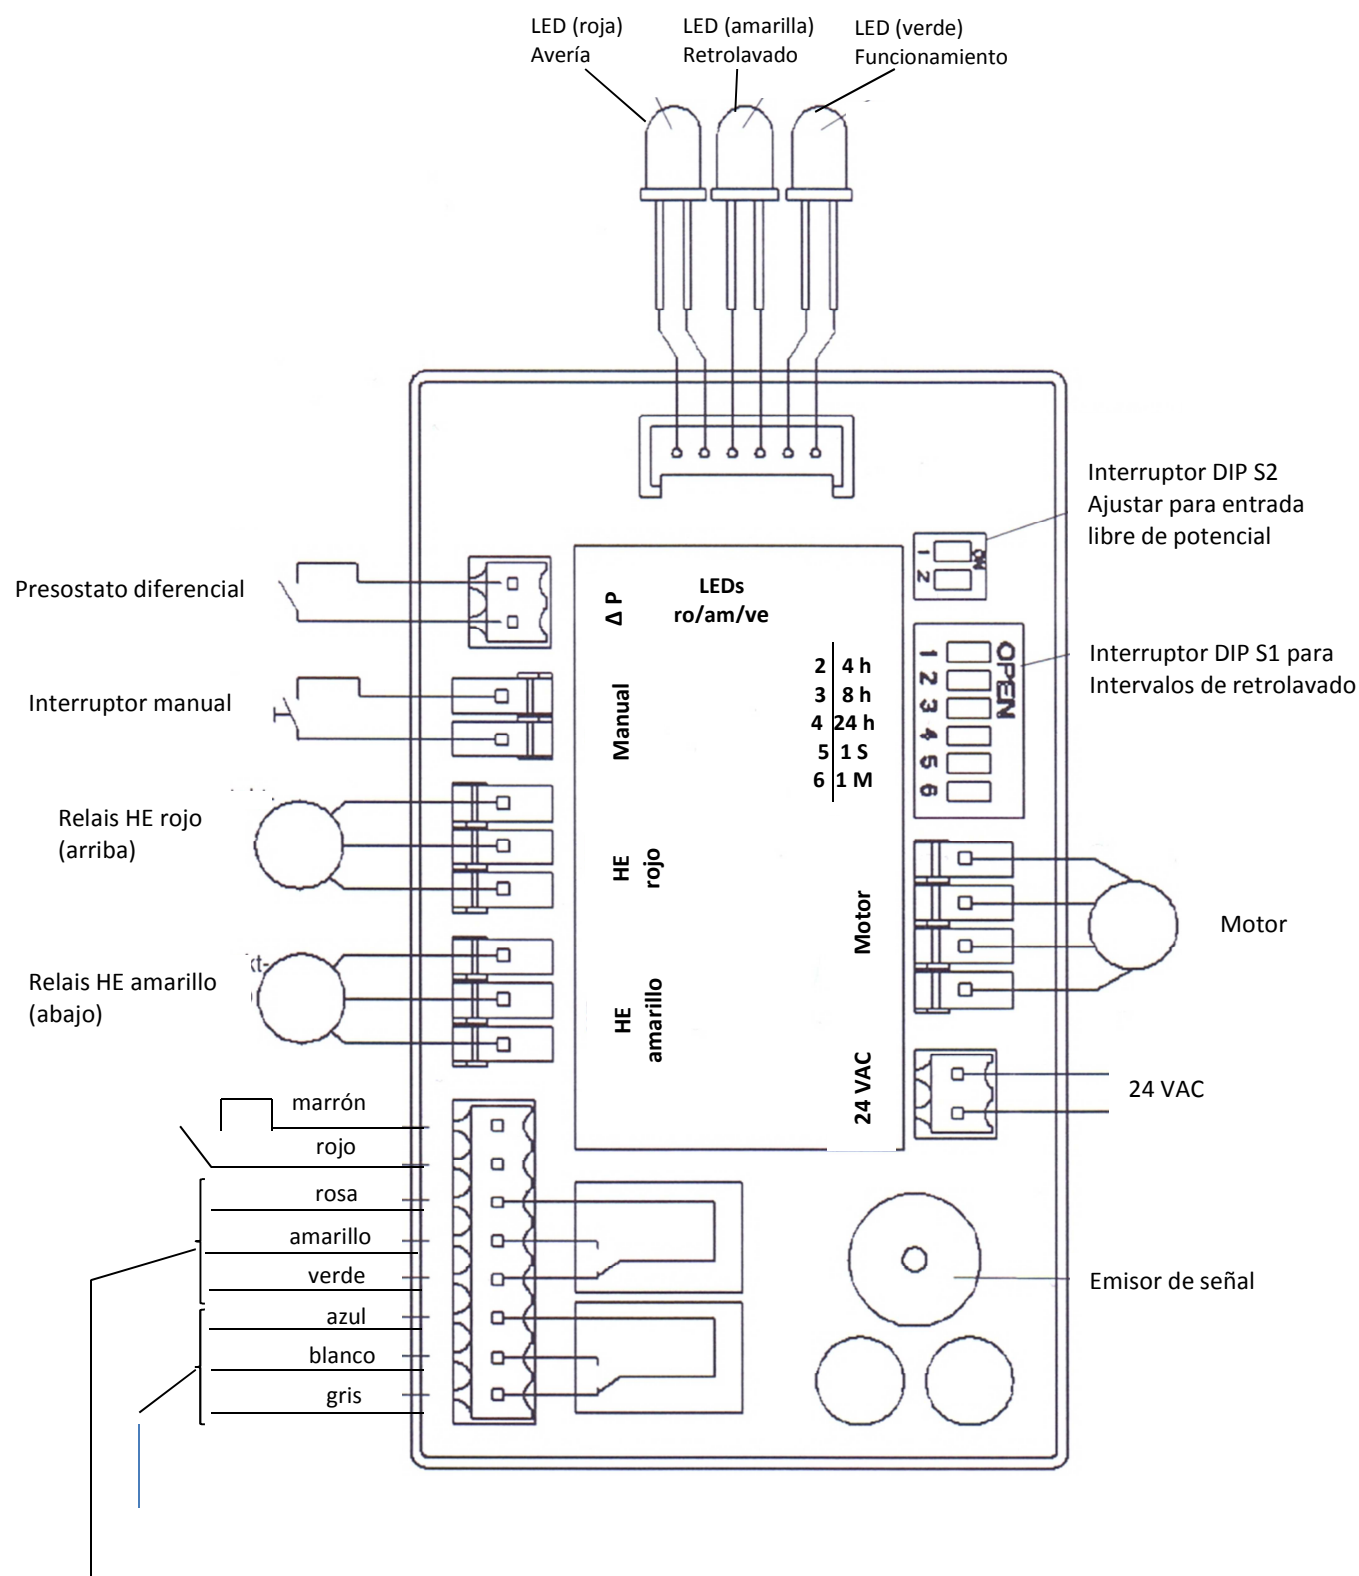 LED (roja)
Avería
LED (amarilla)
Retrolavado
LED (verde)
Funcionamiento
Interruptor DIP S2
Ajustar para entrada
libre de potencial
ON
1
2
Presostato diferencial
Δ P
LEDs
ro/am/ve
Interruptor DIP S1 para
Intervalos de retrolavado
OPEN
1
2
3
4
5
6
2 4 h
3 8 h
4 24 h
5 1 S
6 1 M
Interruptor manual
Manual
Relais HE rojo
(arriba)
HE
rojo
Motor
Motor
Relais HE amarillo
(abajo)
HE
amarillo
24 VAC
24 VAC
marrón
rojo
rosa
amarillo
verde
azul
blanco
gris
Emisor de señal